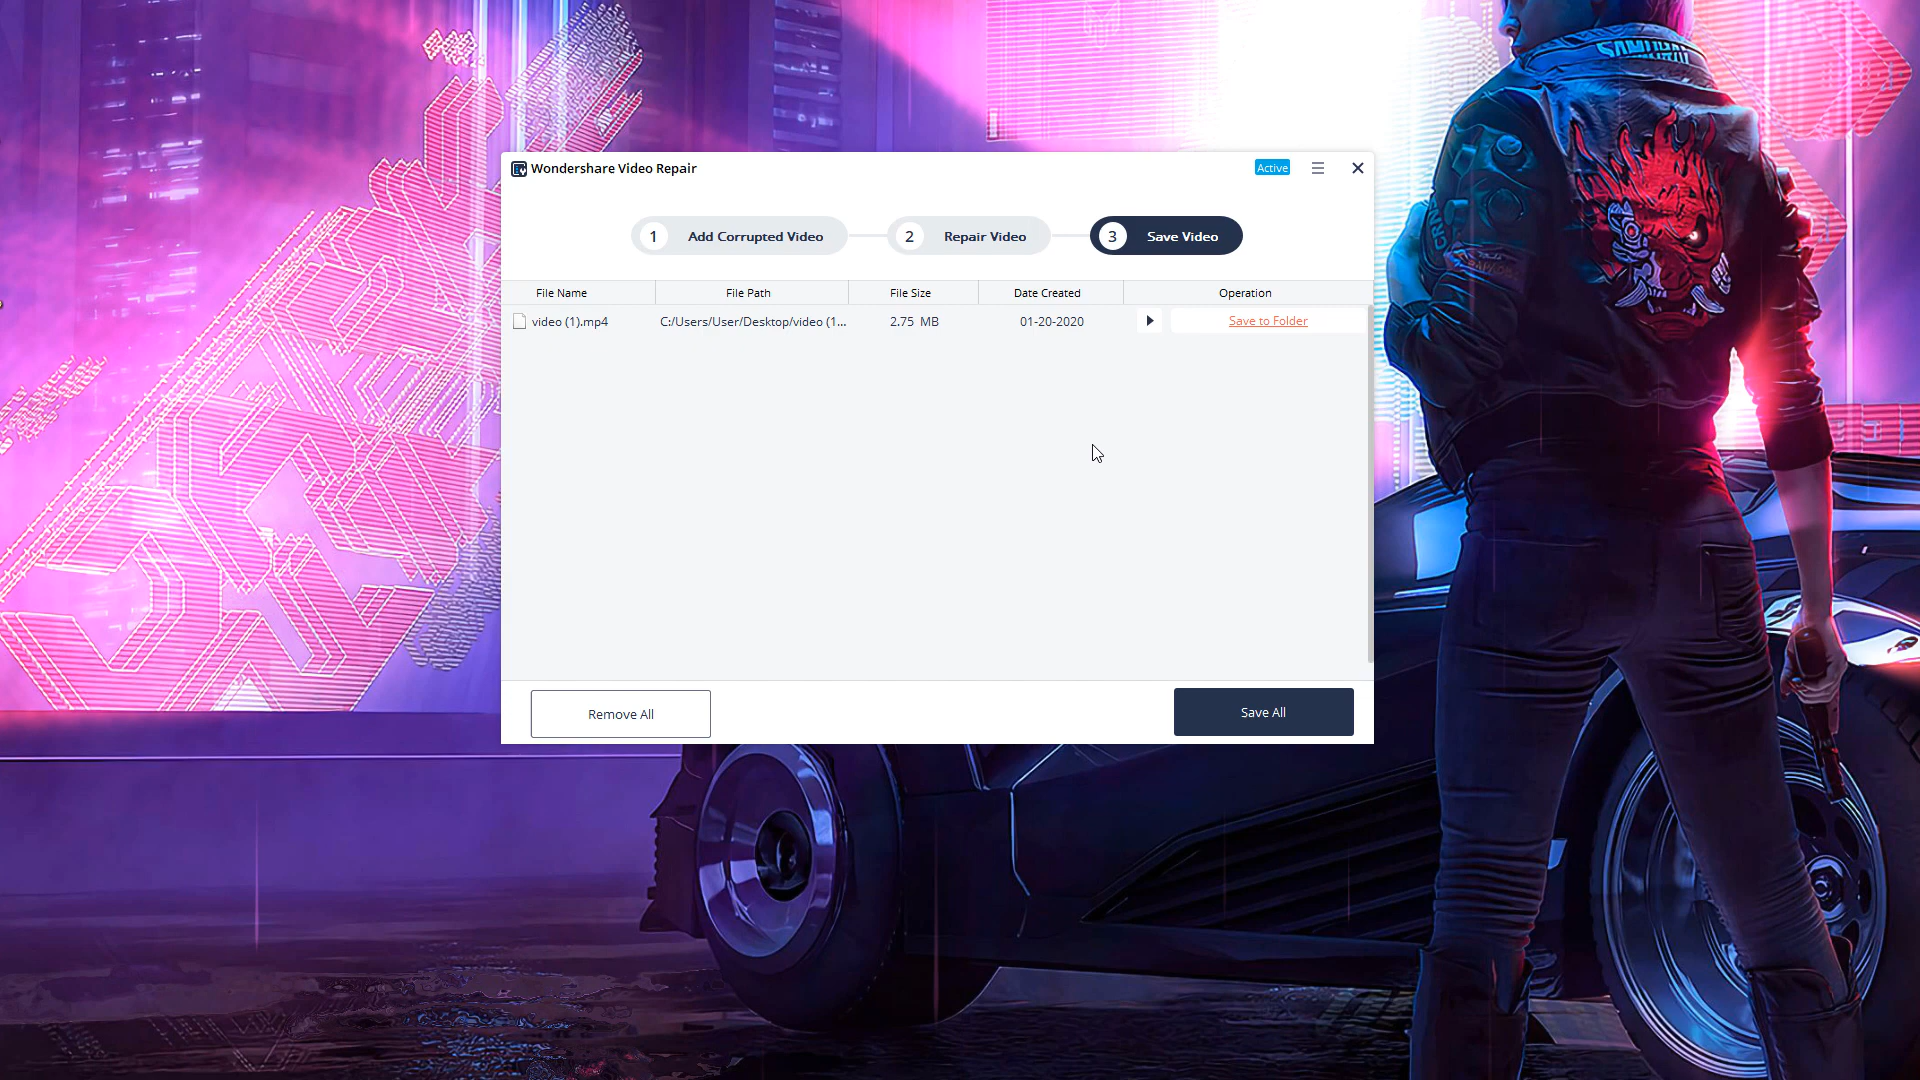 SAMURAI
Wondershare Video Repair
Active
1 Add Corrupted Video 2 Repair Video 3 Save Video
File Name File Path File Size Date Created Operation
video (1).mp4 C:/Users/User/Desktop/video (1... 2.75 MB 01-20-2020 Save to Folder
Remove All Save All